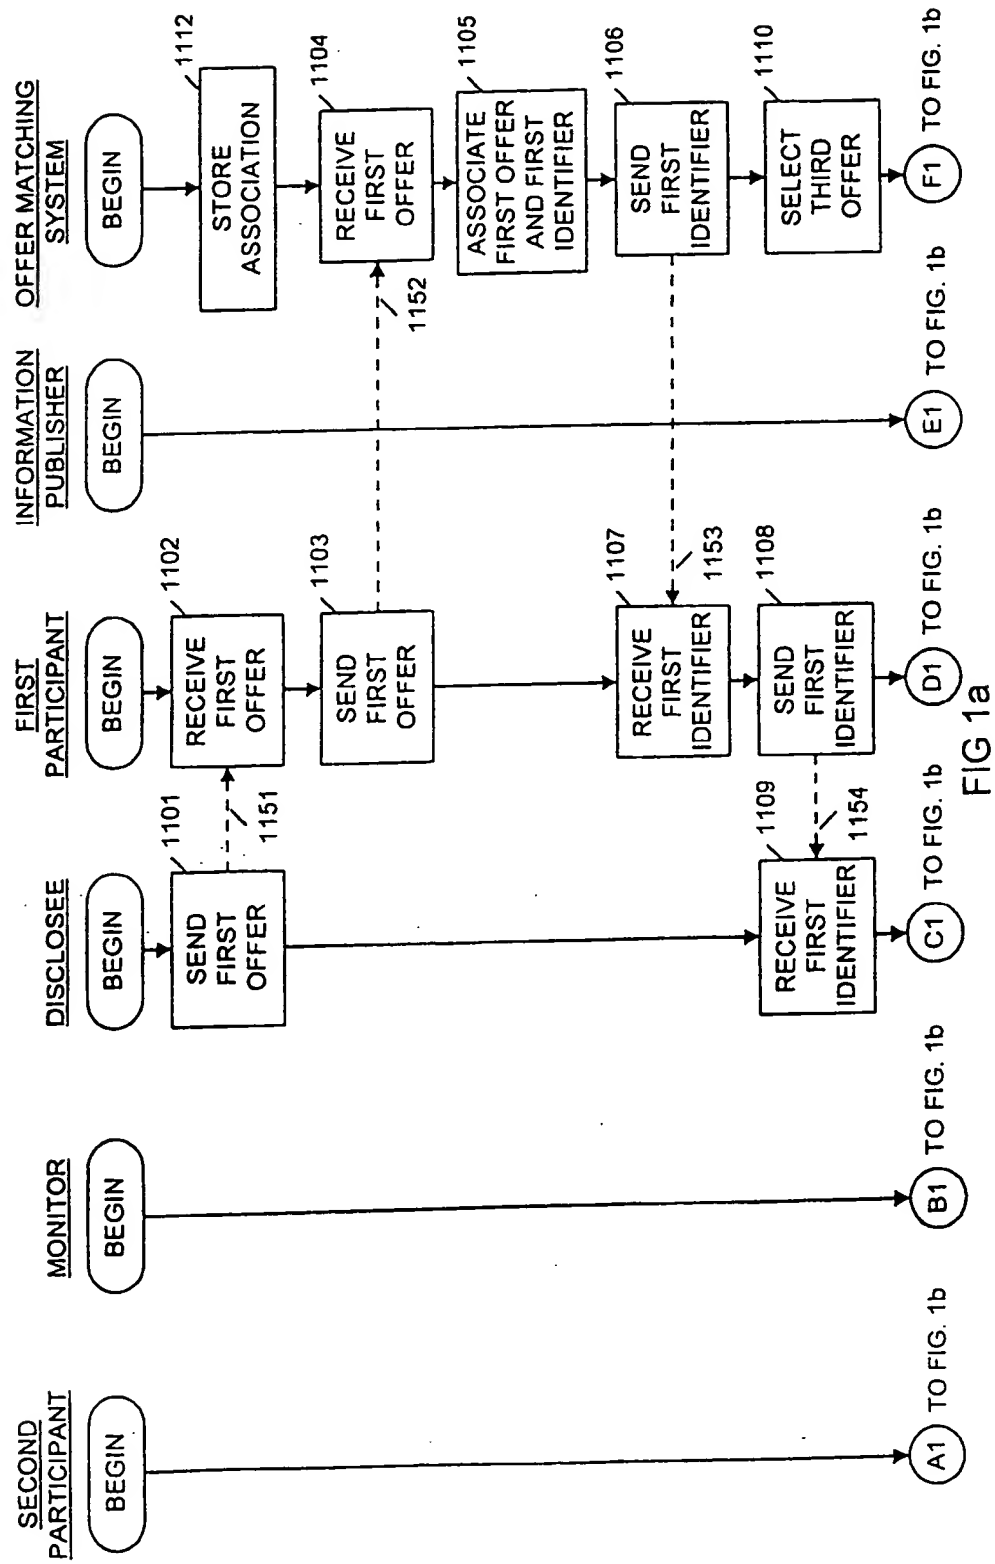 SECOND
PARTICIPANT
BEGIN
A1
TO FIG. 1b
MONITOR
BEGIN
B1
TO FIG. 1b
DISCLOSEE
BEGIN
1101
SEND
FIRST
OFFER
1151
1109
RECEIVE
FIRST
IDENTIFIER
1154
C1
TO FIG. 1b
FIRST
PARTICIPANT
BEGIN
1102
RECEIVE
FIRST
OFFER
1103
SEND
FIRST
OFFER
1107
RECEIVE
FIRST
IDENTIFIER
1153
1108
SEND
FIRST
IDENTIFIER
D1
TO FIG. 1b
INFORMATION
PUBLISHER
BEGIN
E1
TO FIG. 1b
OFFER MATCHING
SYSTEM
BEGIN
1112
STORE
ASSOCIATION
1104
RECEIVE
FIRST
OFFER
1152
1105
ASSOCIATE
FIRST OFFER
AND FIRST
IDENTIFIER
1106
SEND
FIRST
IDENTIFIER
1110
SELECT
THIRD
OFFER
F1
TO FIG. 1b
FIG 1a